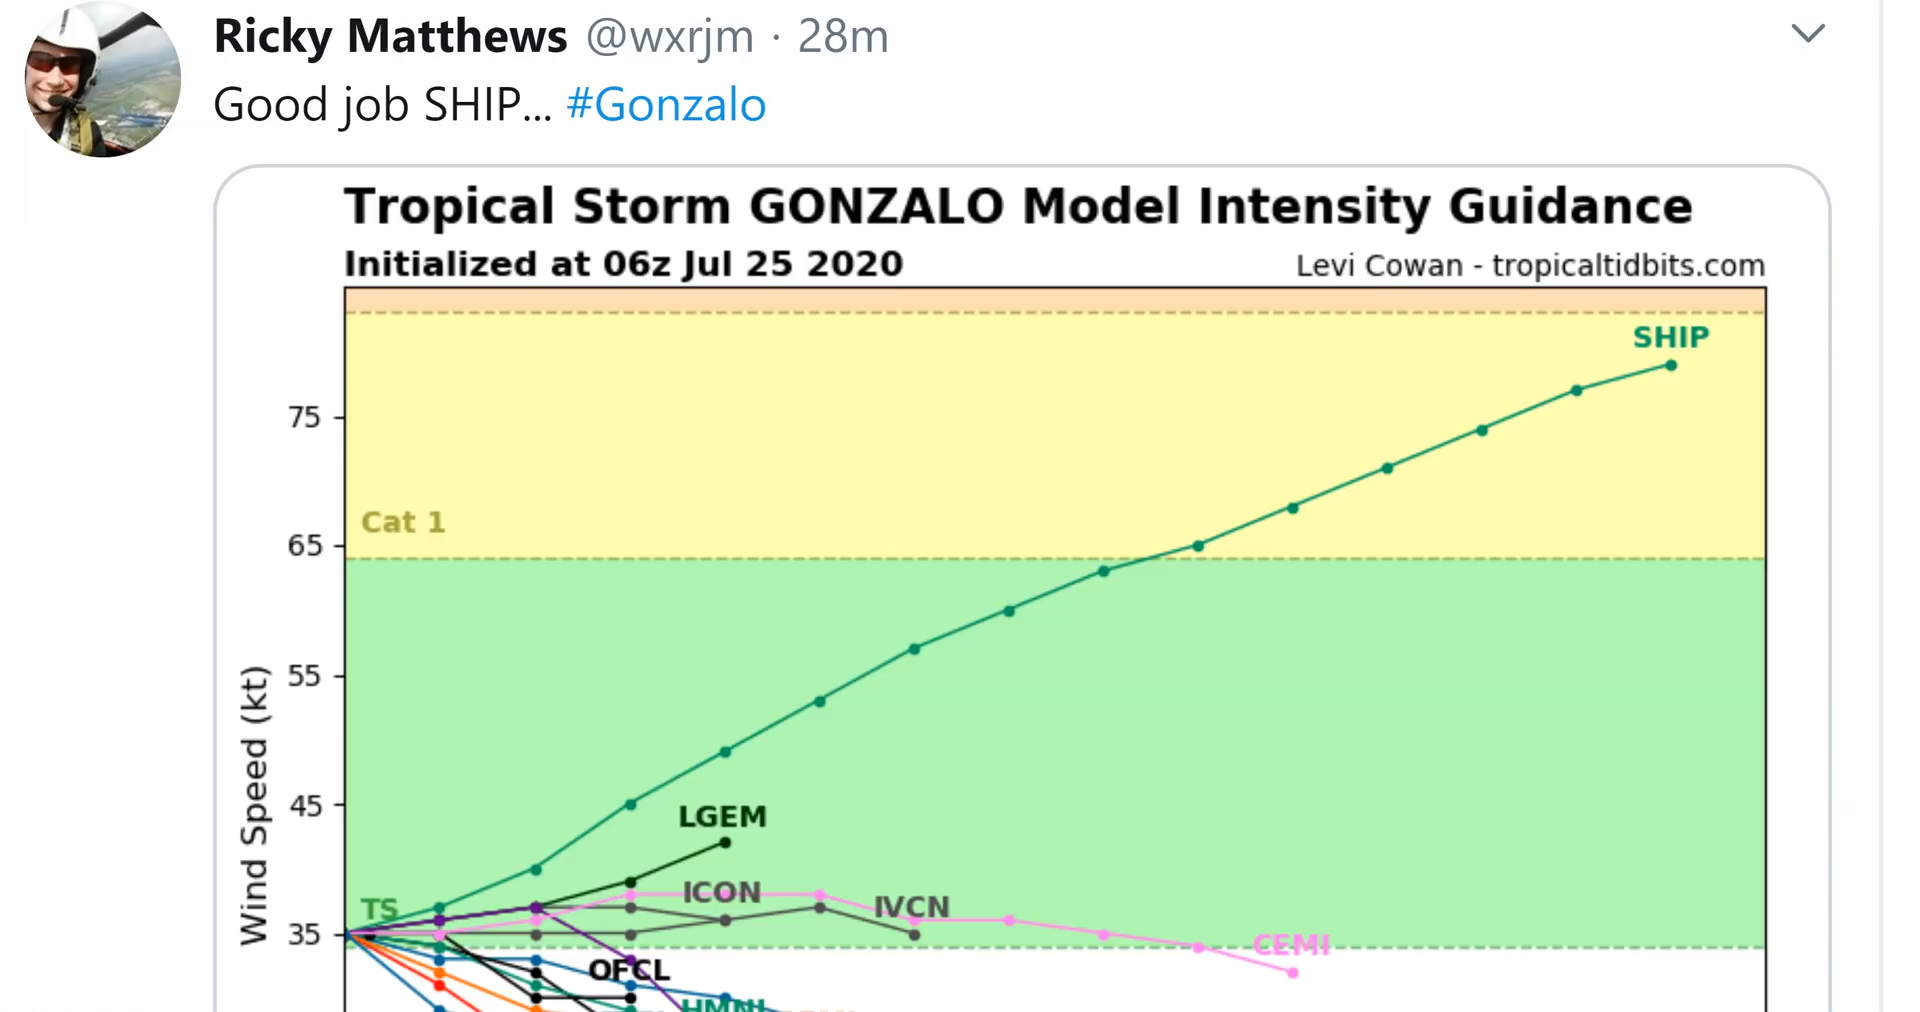 Ricky Matthews @wxrjm · 28m
Good job SHIP... #Gonzalo
Tropical Storm GONZALO Model Intensity Guidance
Initialized at 06z Jul 25 2020
Levi Cowan - tropicaltidbits.com
SHIP
75
Cat 1
65
55
Wind Speed (kt)
45
LGEM
ICON
IVCN
TS
35
CEMI
OFCL
HMNI